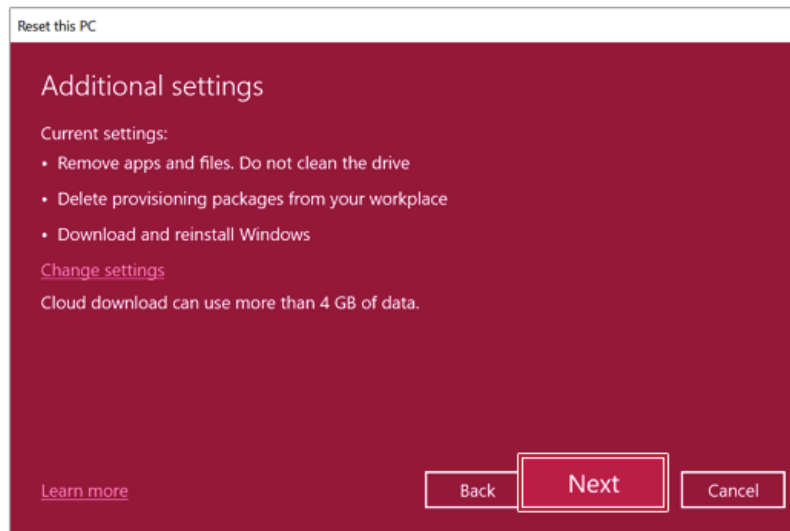 Reset this PC
Additional settings
Current settings:
• Remove apps and files. Do not clean the drive
• Delete provisioning packages from your workplace
• Download and reinstall Windows
Change settings
Cloud download can use more than 4 GB of data.
Learn more
Back
Next
Cancel